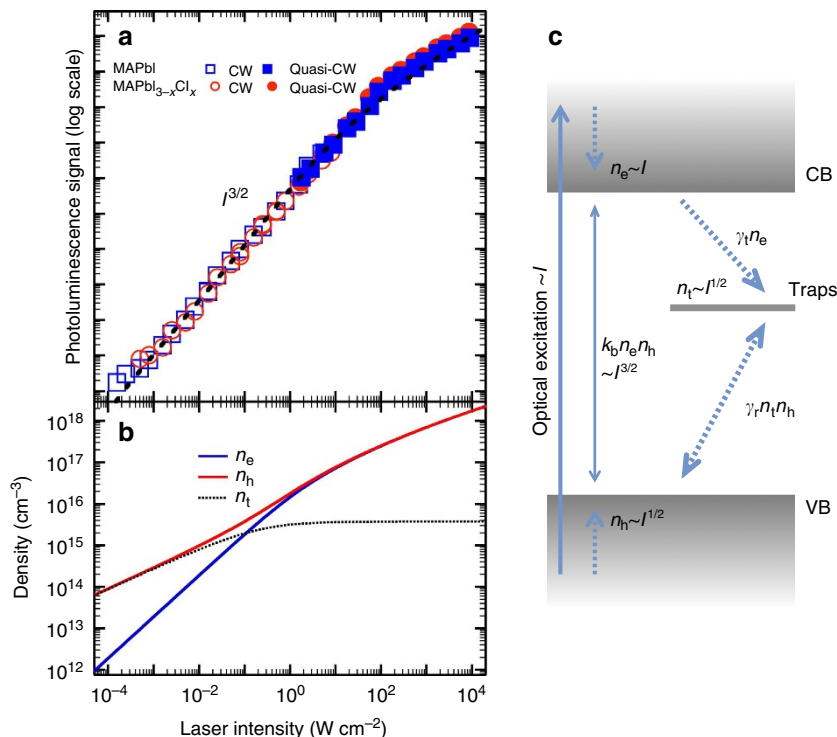 a
MAPbI CW Quasi-CW
MAPbI3–xClx CW Quasi-CW
Photoluminescence signal (log scale)
I3/2
b
ne
nh
nt
Density (cm–3)
1018
1017
1016
1015
1014
1013
1012
10–4 10–2 100 102 104
Laser intensity (W cm–2)
c
CB
ne~I
γtne
nt~I1/2
Traps
Optical excitation ~I
kbnenh
~I3/2
γrntnh
VB
nh~I1/2